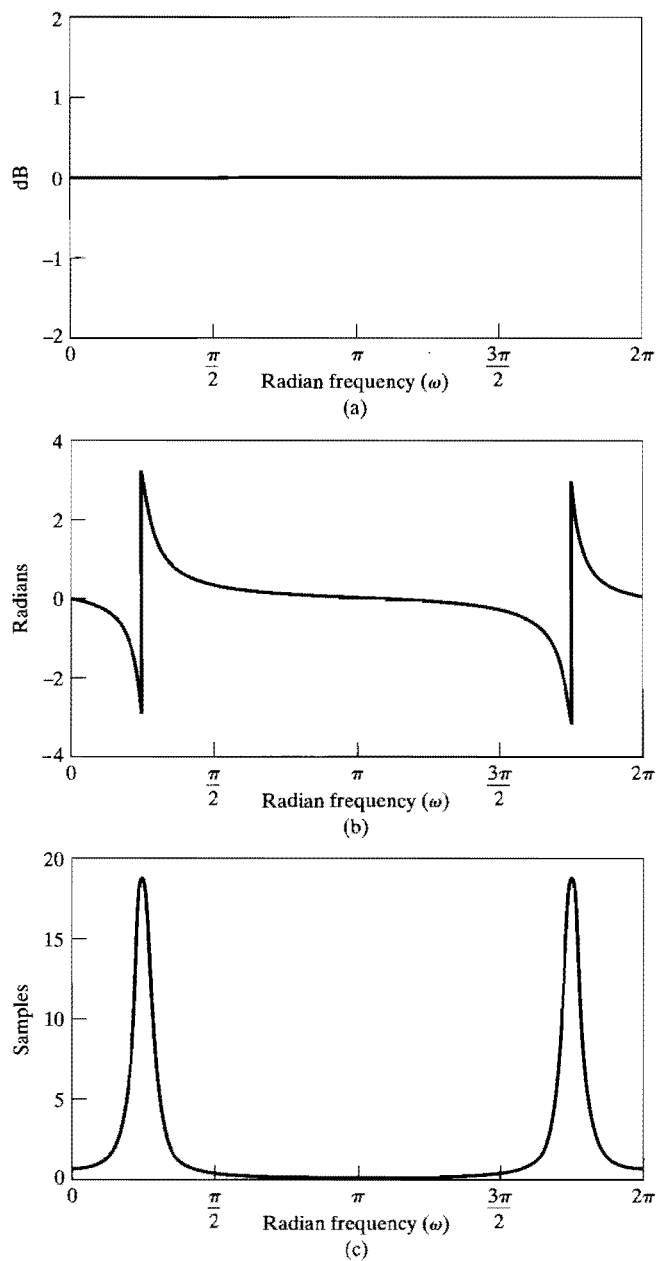 2
1
dB
0
−1
−2
0
π/2
π
3π/2
2π
Radian frequency (ω)
(a)
4
2
Radians
0
−2
−4
0
π/2
π
3π/2
2π
Radian frequency (ω)
(b)
20
15
Samples
10
5
0
0
π/2
π
3π/2
2π
Radian frequency (ω)
(c)